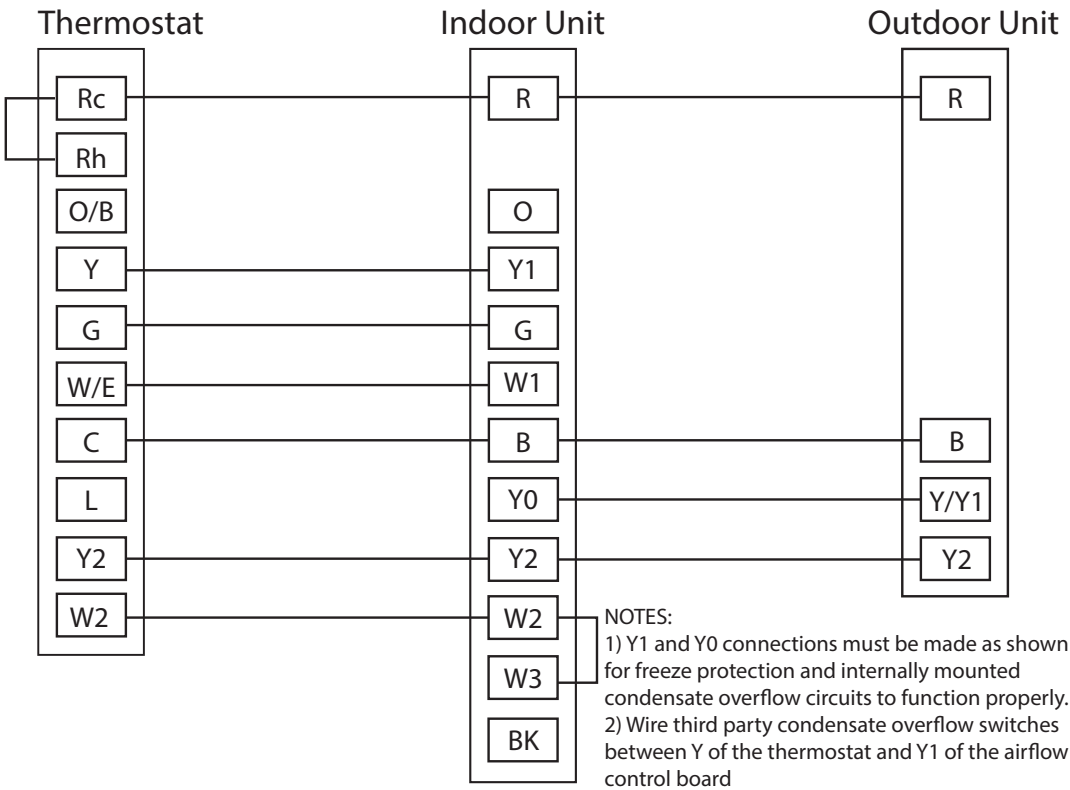 Thermostat
Indoor Unit
Outdoor Unit
Rc
R
R
Rh
O/B
O
Y
Y1
G
G
W/E
W1
C
B
B
L
Y0
Y/Y1
Y2
Y2
Y2
W2
W2
W3
BK
NOTES:
1) Y1 and Y0 connections must be made as shown
for freeze protection and internally mounted
condensate overflow circuits to function properly.
2) Wire third party condensate overflow switches
between Y of the thermostat and Y1 of the airflow
control board